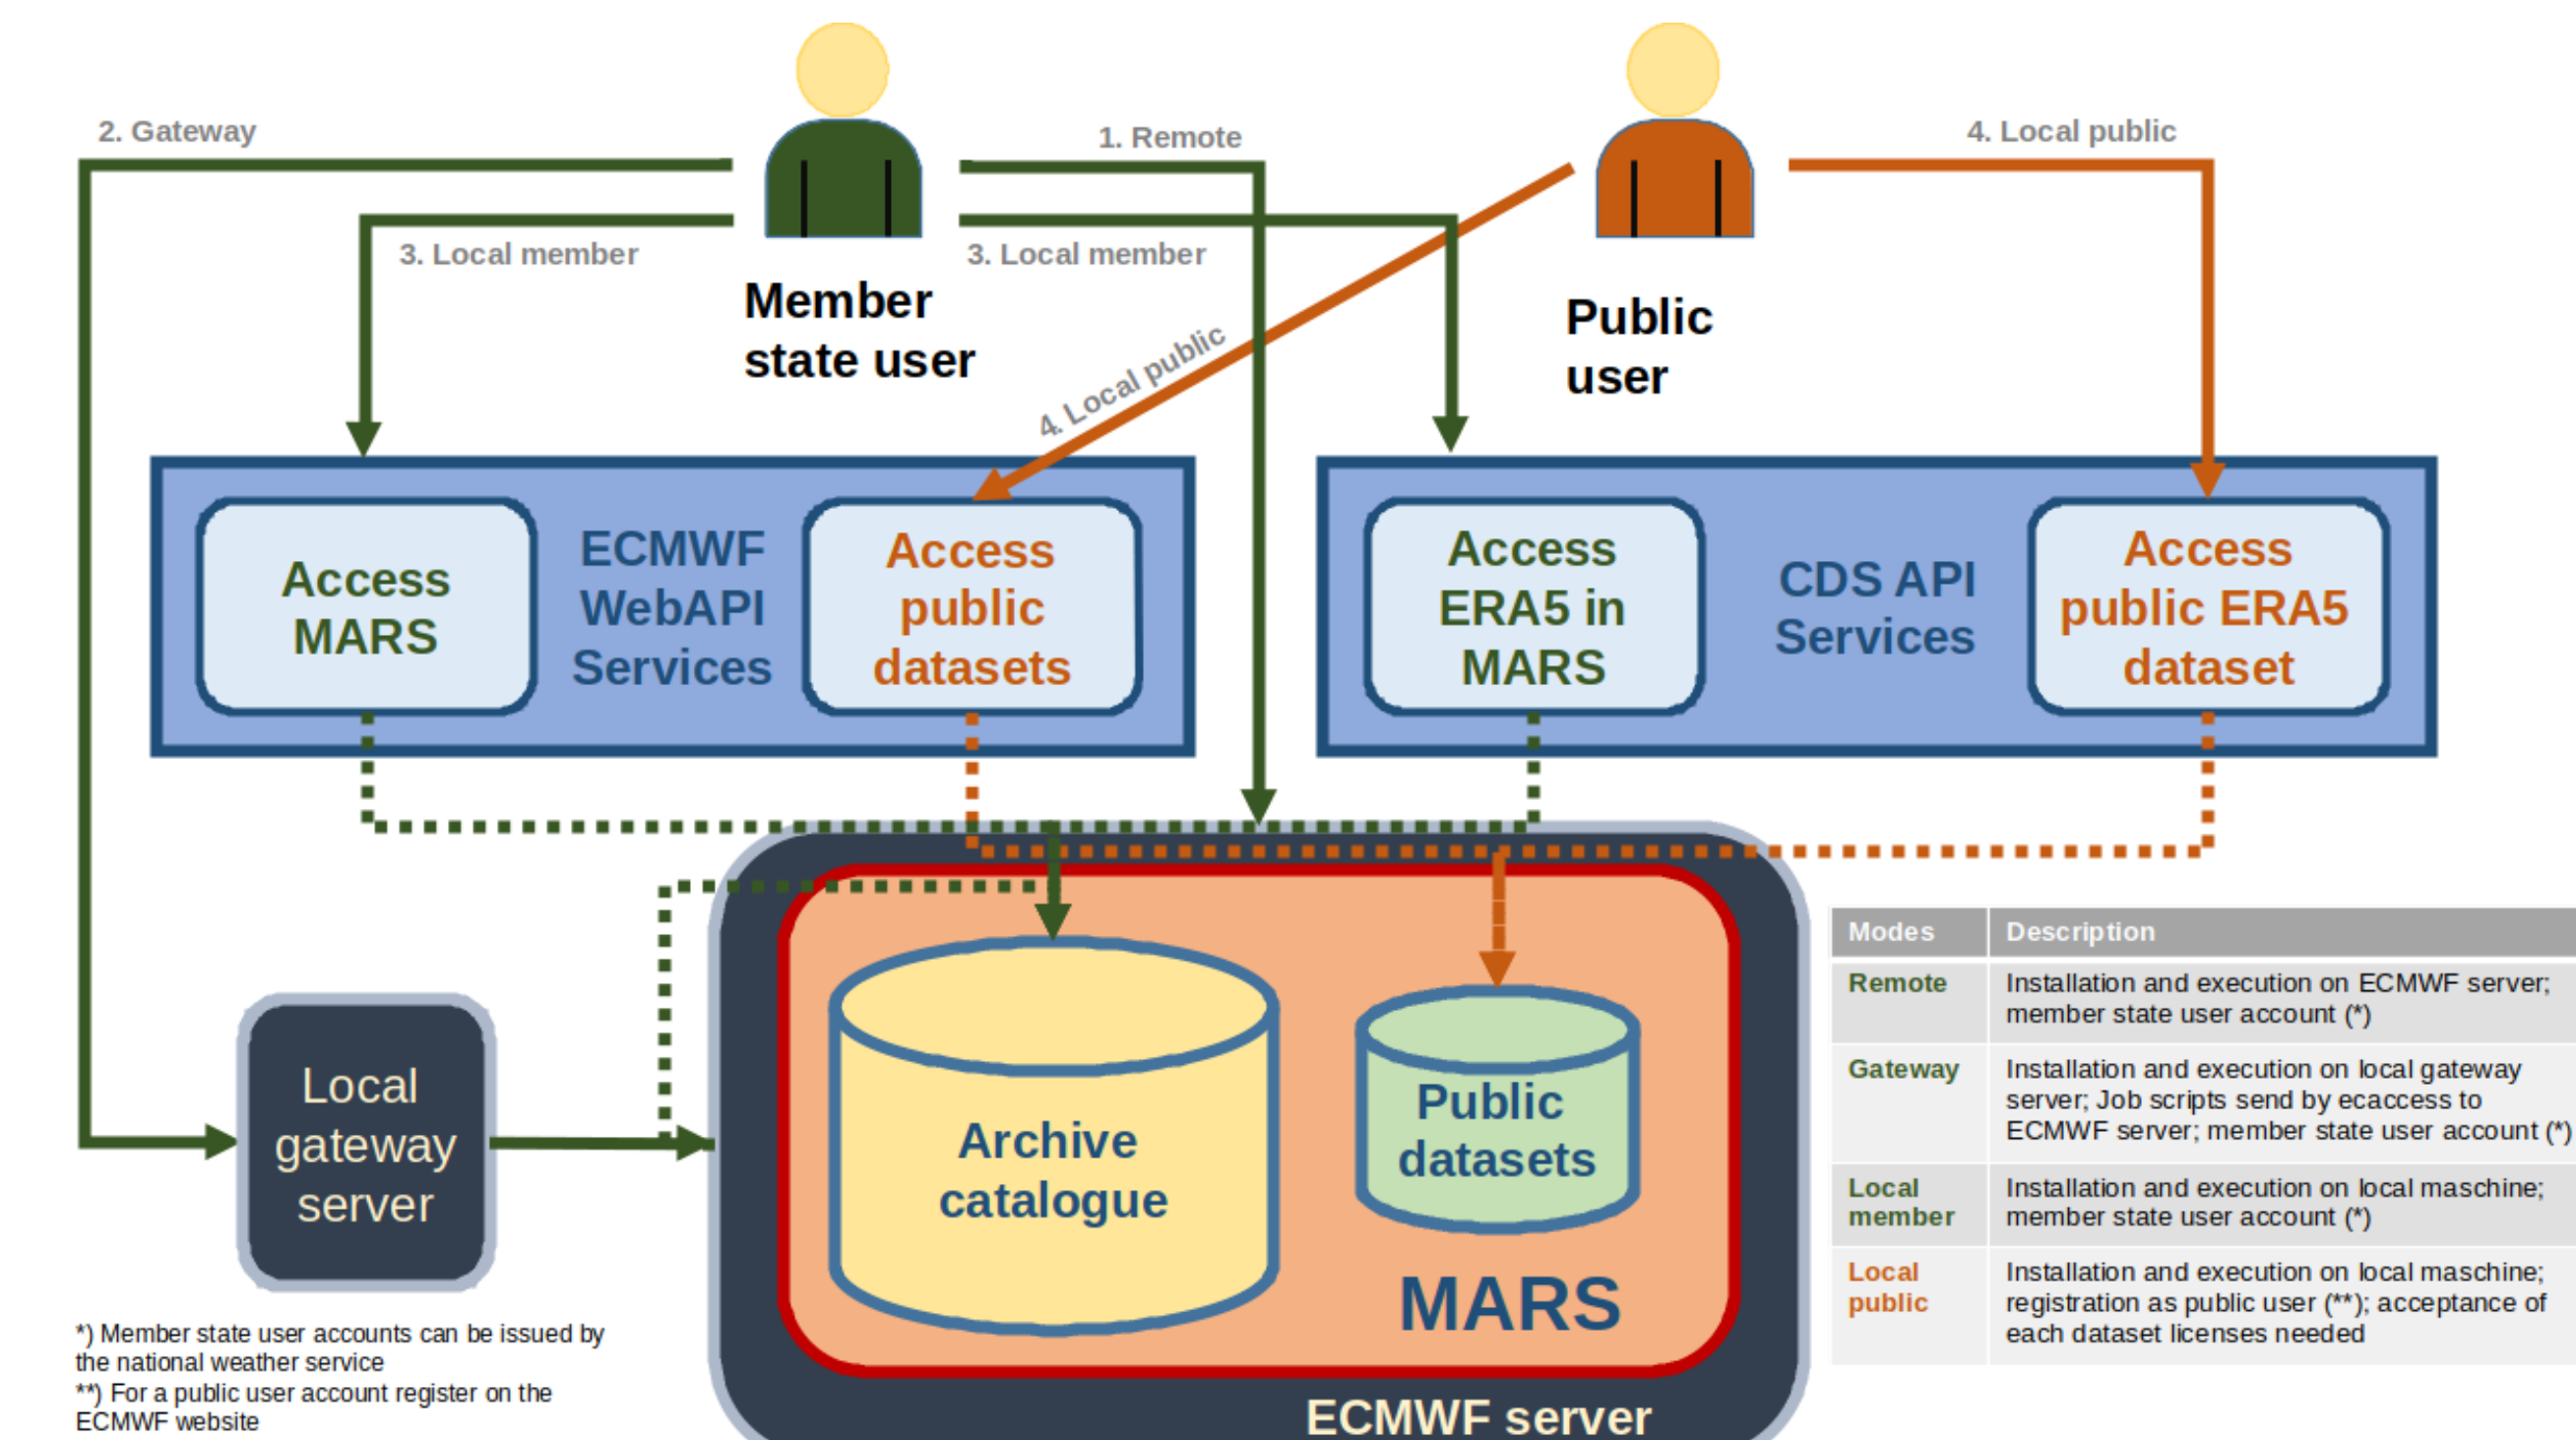 2. Gateway
1. Remote
4. Local public
3. Local member
3. Local member
Member
state user
Public
user
4. Local public
Access
MARS
ECMWF
WebAPI
Services
Access
public
datasets
Access
ERA5 in
MARS
CDS API
Services
Access
public ERA5
dataset
Local
gateway
server
Archive
catalogue
Public
datasets
MARS
ECMWF server
Modes Description
Remote Installation and execution on ECMWF server;
member state user account (*)
Gateway Installation and execution on local gateway
server; Job scripts send by ecaccess to
ECMWF server; member state user account (*)
Local Installation and execution on local maschine;
member member state user account (*)
Local Installation and execution on local maschine;
public registration as public user (**); acceptance of
each dataset licenses needed
*) Member state user accounts can be issued by
the national weather service
**) For a public user account register on the
ECMWF website